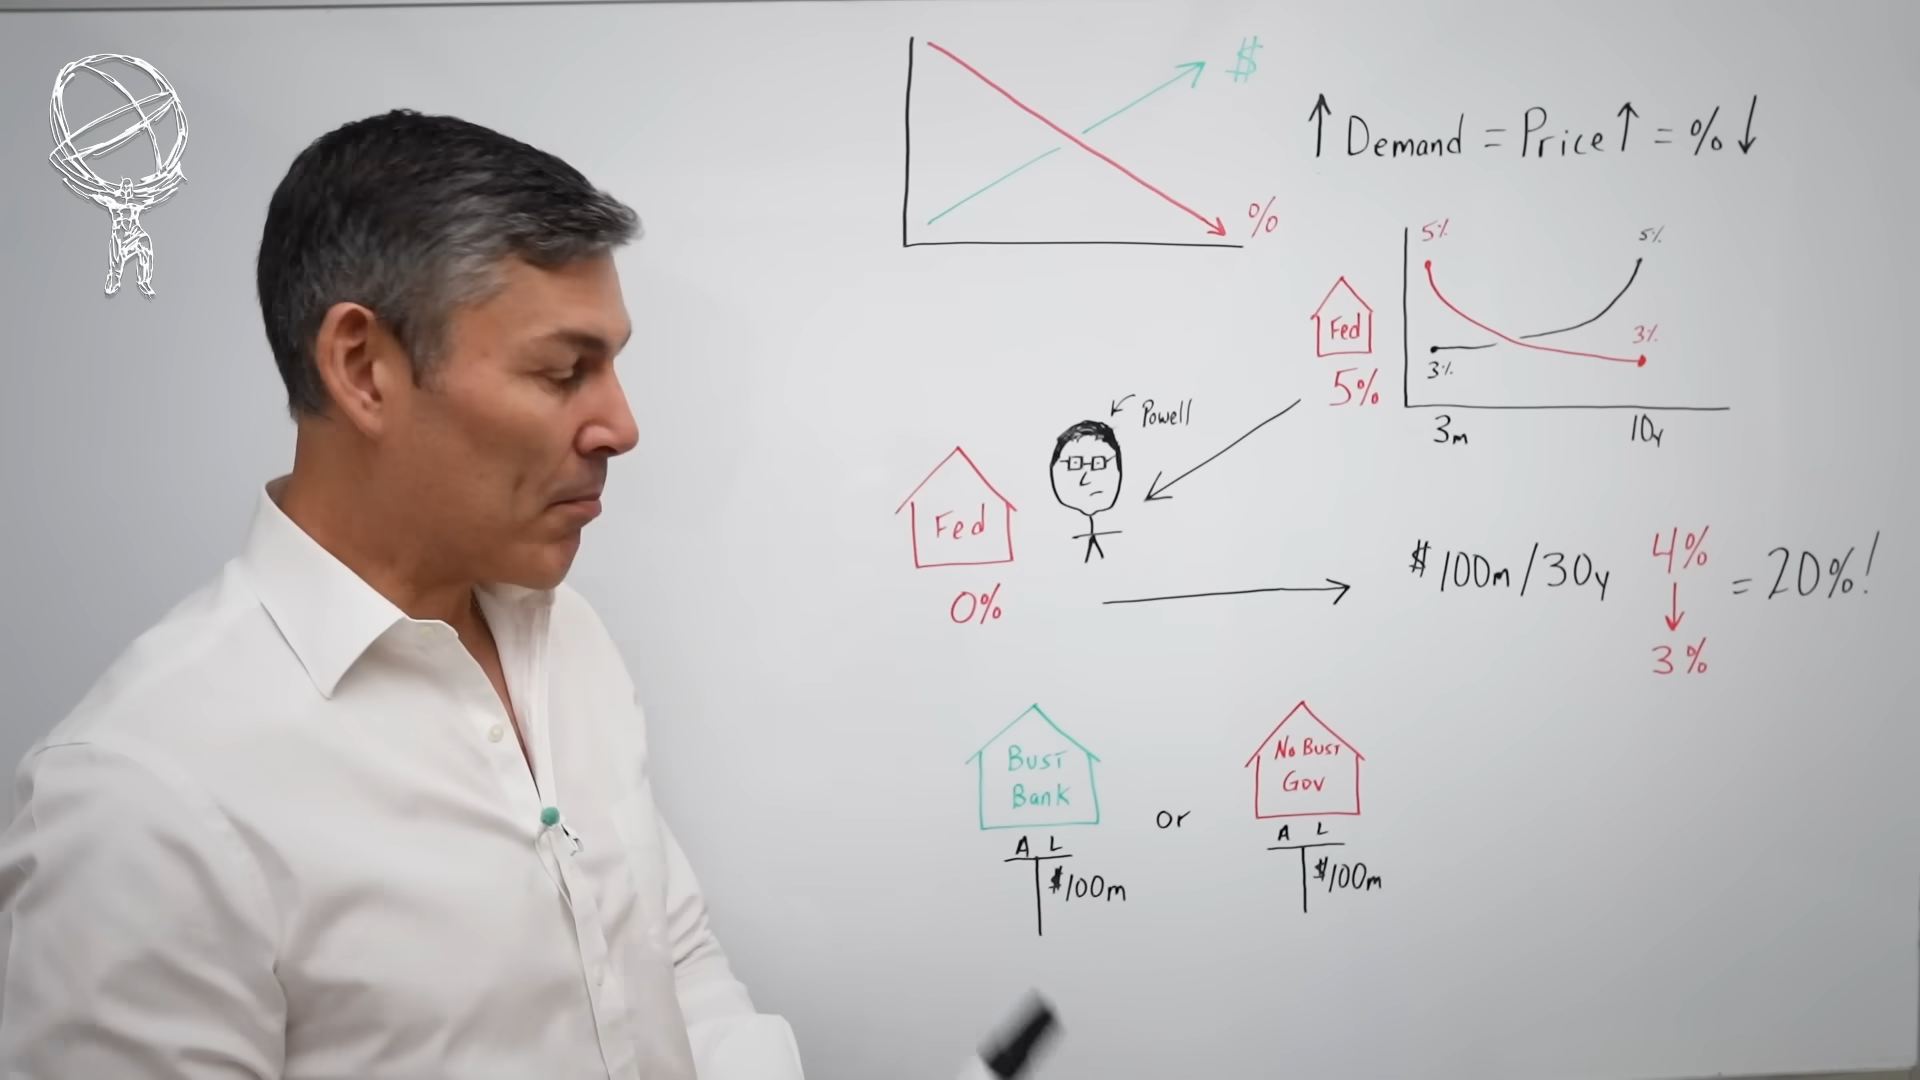 $
%
↑ Demand = Price ↑ = % ↓
5%
5%
3%
3%
3m
10y
Fed
5%
Powell
Fed
0%
$100m/30y
4%
↓
3%
= 20%!
Bust
Bank
A L
$100m
or
No Bust
Gov
A L
$100m